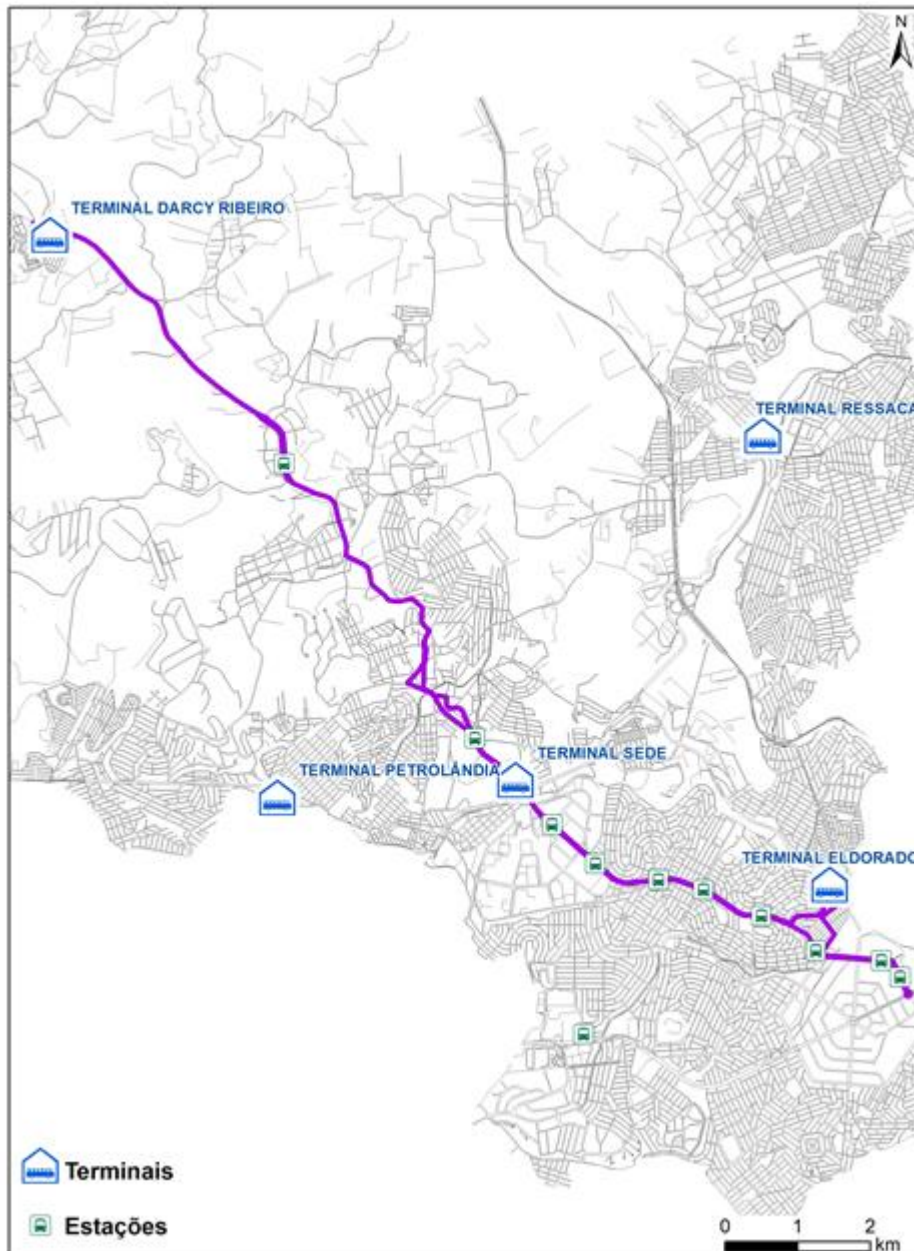 N
TERMINAL DARCY RIBEIRO
TERMINAL RESSACA
TERMINAL SEDE
TERMINAL PETROLÂNDIA
TERMINAL ELDORADO
Terminais
Estações
0 1 2
km